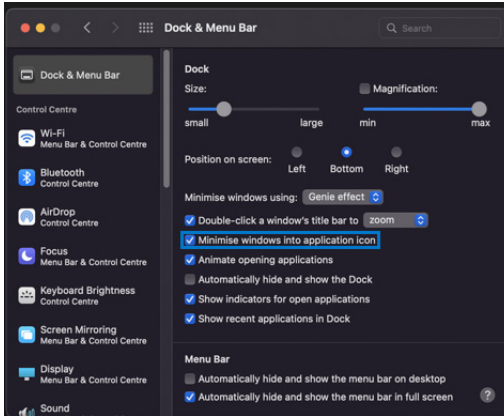 Dock & Menu Bar
Search
Dock & Menu Bar
Control Centre
Wi-Fi
Menu Bar & Control Centre
Bluetooth
Control Centre
AirDrop
Control Centre
Focus
Menu Bar & Control Centre
Keyboard Brightness
Control Centre
Screen Mirroring
Menu Bar & Control Centre
Display
Menu Bar & Control Centre
Sound
Dock
Size:
Magnification:
small large min max
Position on screen:
Left Bottom Right
Minimise windows using: Genie effect
Double-click a window's title bar to zoom
Minimise windows into application icon
Animate opening applications
Automatically hide and show the Dock
Show indicators for open applications
Show recent applications in Dock
Menu Bar
Automatically hide and show the menu bar on desktop
Automatically hide and show the menu bar in full screen
?